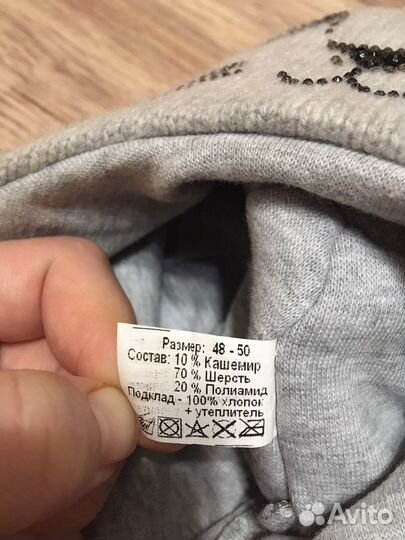 Размер: 48 - 50
Состав: 10 % Кашемир
70 % Шерсть
20 % Полиамид
Подклад - 100% хлопок
+ утеплитель
Avito